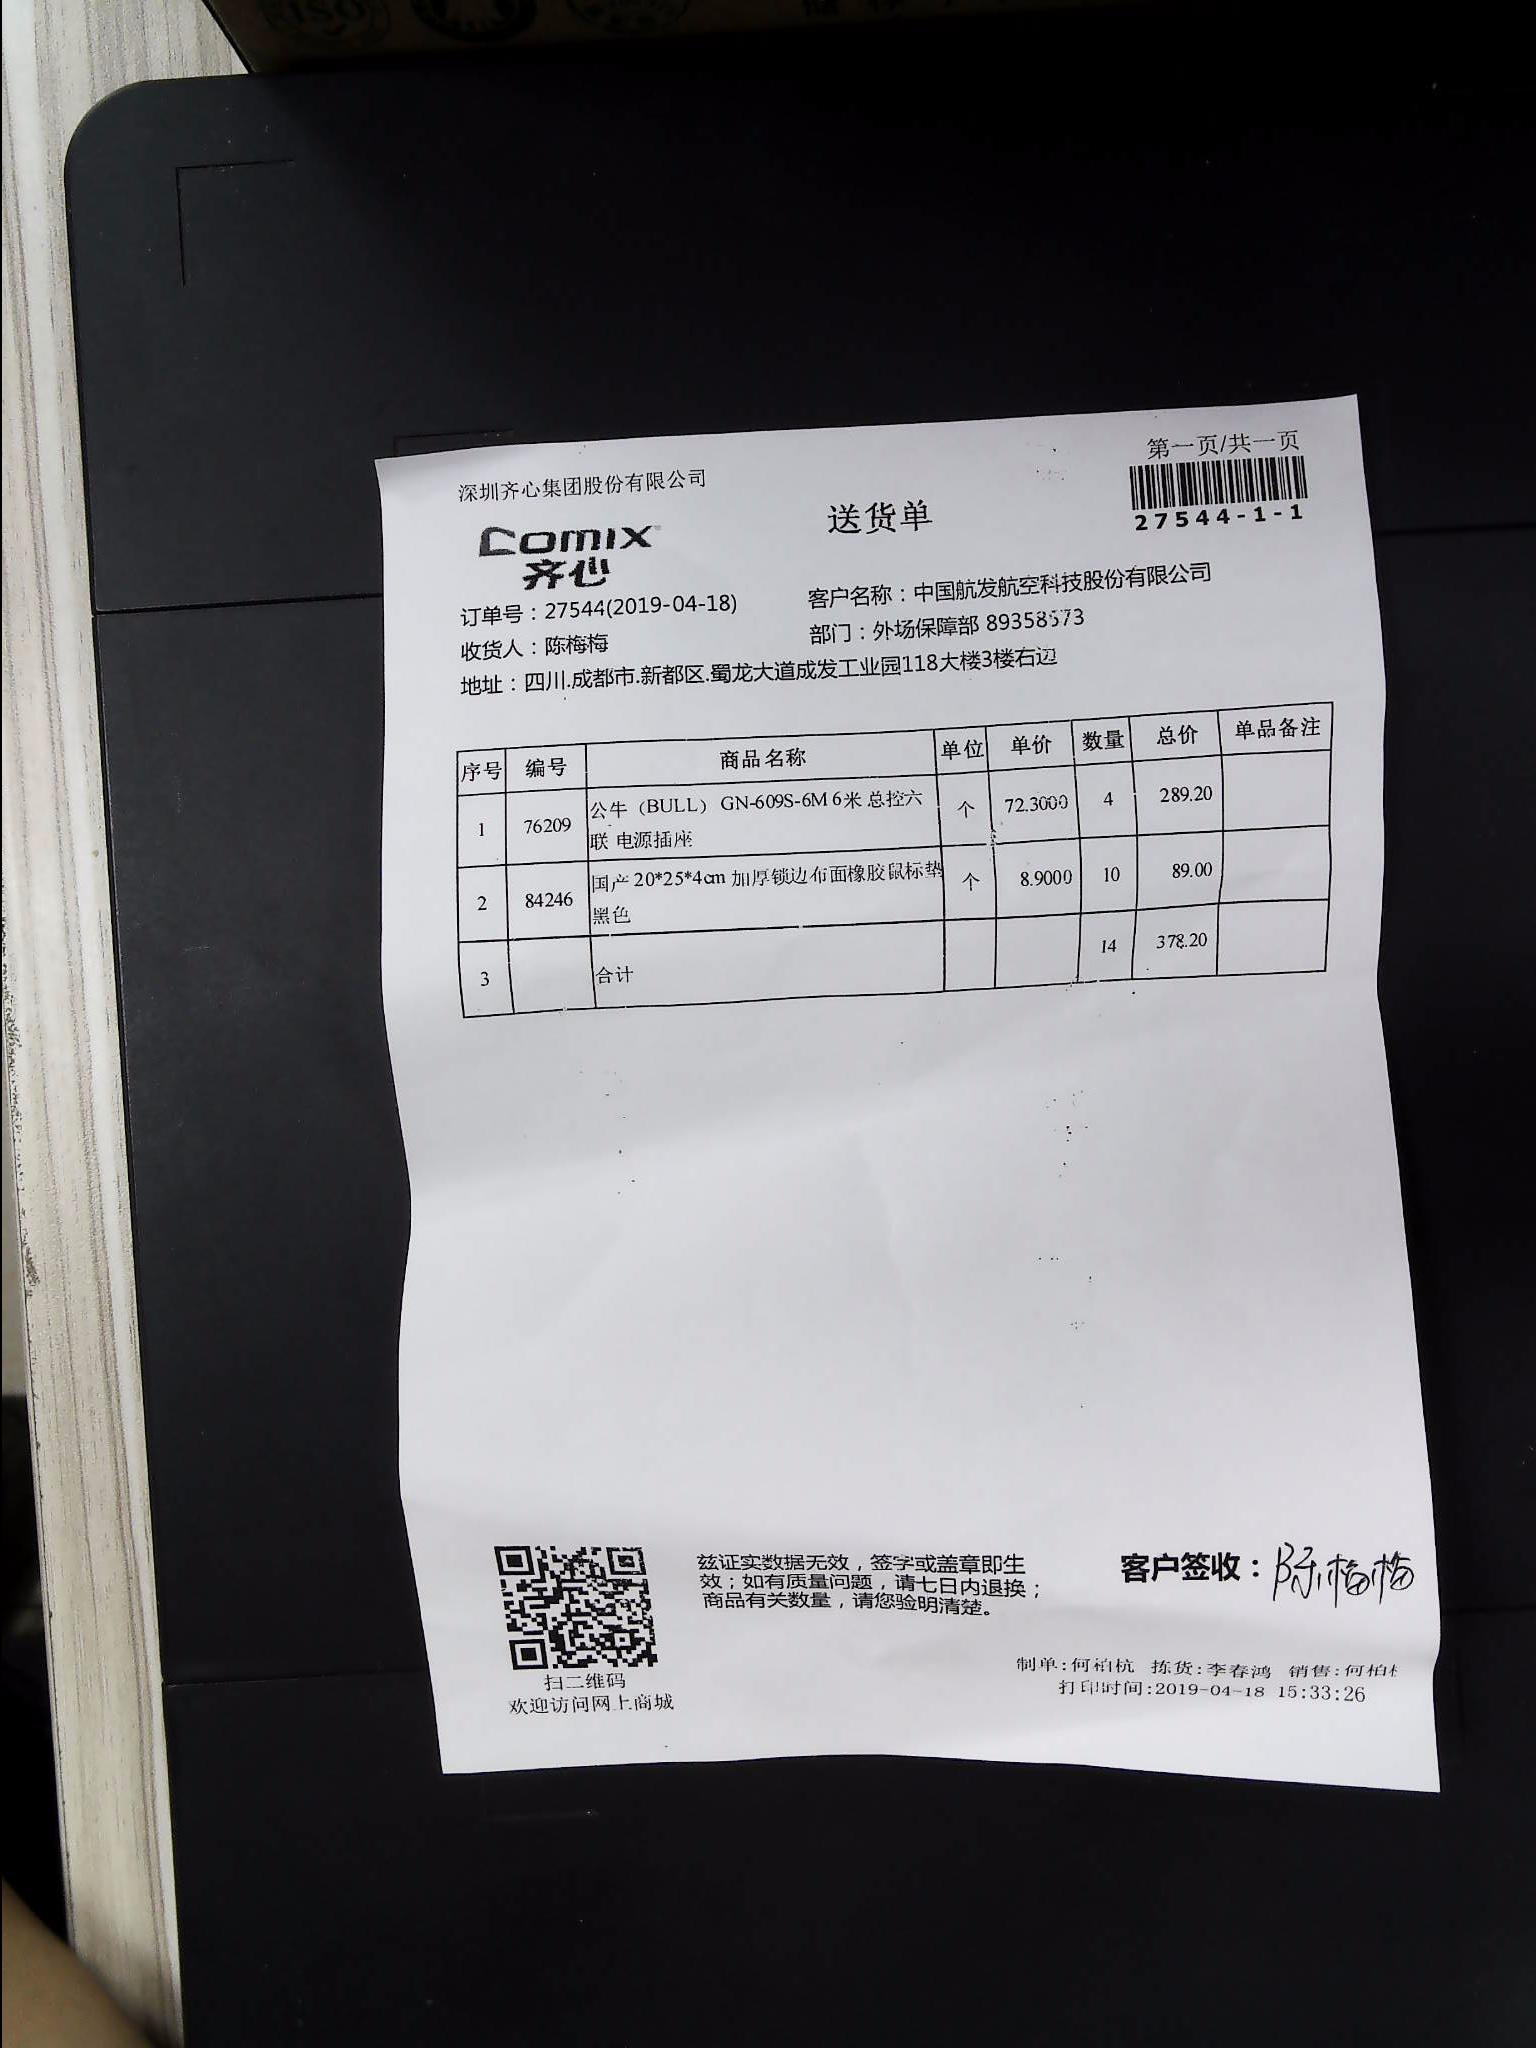 ISO
第一页/共一页
深圳齐心集团股份有限公司
送货单
27544-1-1
comix
齐心
订单号：27544(2019-04-18)
客户名称：中国航发航空科技股份有限公司
收货人：陈梅梅
部门：外场保障部 89358573
地址：四川.成都市.新都区.蜀龙大道成发工业园118大楼3楼右边
序号 编号 商品名称 单位 单价 数量 总价 单品备注
1 76209 公牛（BULL） GN-609S-6M 6米 总控六 个 72.3000 4 289.20
联 电源插座
2 84246 国产 20*25*4cm 加厚锁边布面橡胶鼠标垫 个 8.9000 10 89.00
黑色
3 合计 14 378.20
兹证实数据无效，签字或盖章即生
效；如有质量问题，请七日内退换；
商品有关数量，请您验明清楚。
客户签收：陈梅梅
扫二维码
欢迎访问网上商城
制单:何柏杭 拣货:李春鸿 销售:何柏
打印时间:2019-04-18 15:33:26